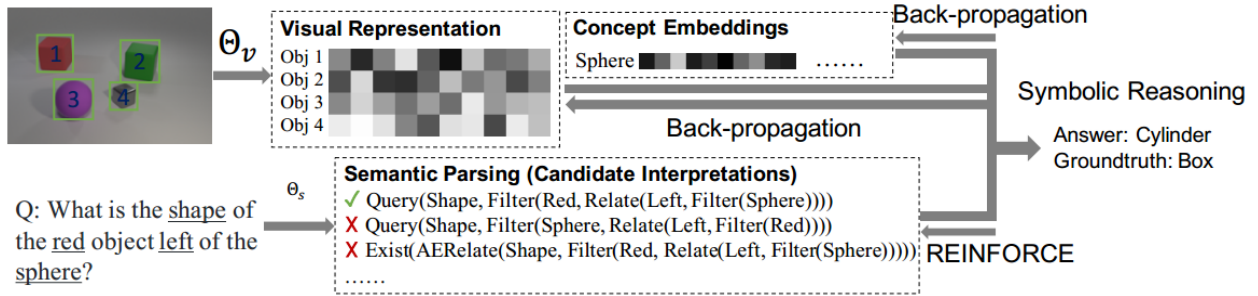 1
2
3
4
Θv
Visual Representation
Obj 1
Obj 2
Obj 3
Obj 4
Concept Embeddings
Sphere
......
Back-propagation
Back-propagation
Symbolic Reasoning
Answer: Cylinder
Groundtruth: Box
Q: What is the shape of
the red object left of the
sphere?
Θs
Semantic Parsing (Candidate Interpretations)
✓ Query(Shape, Filter(Red, Relate(Left, Filter(Sphere))))
✗ Query(Shape, Filter(Sphere, Relate(Left, Filter(Red))))
✗ Exist(AERelate(Shape, Filter(Red, Relate(Left, Filter(Sphere)))))
......
REINFORCE